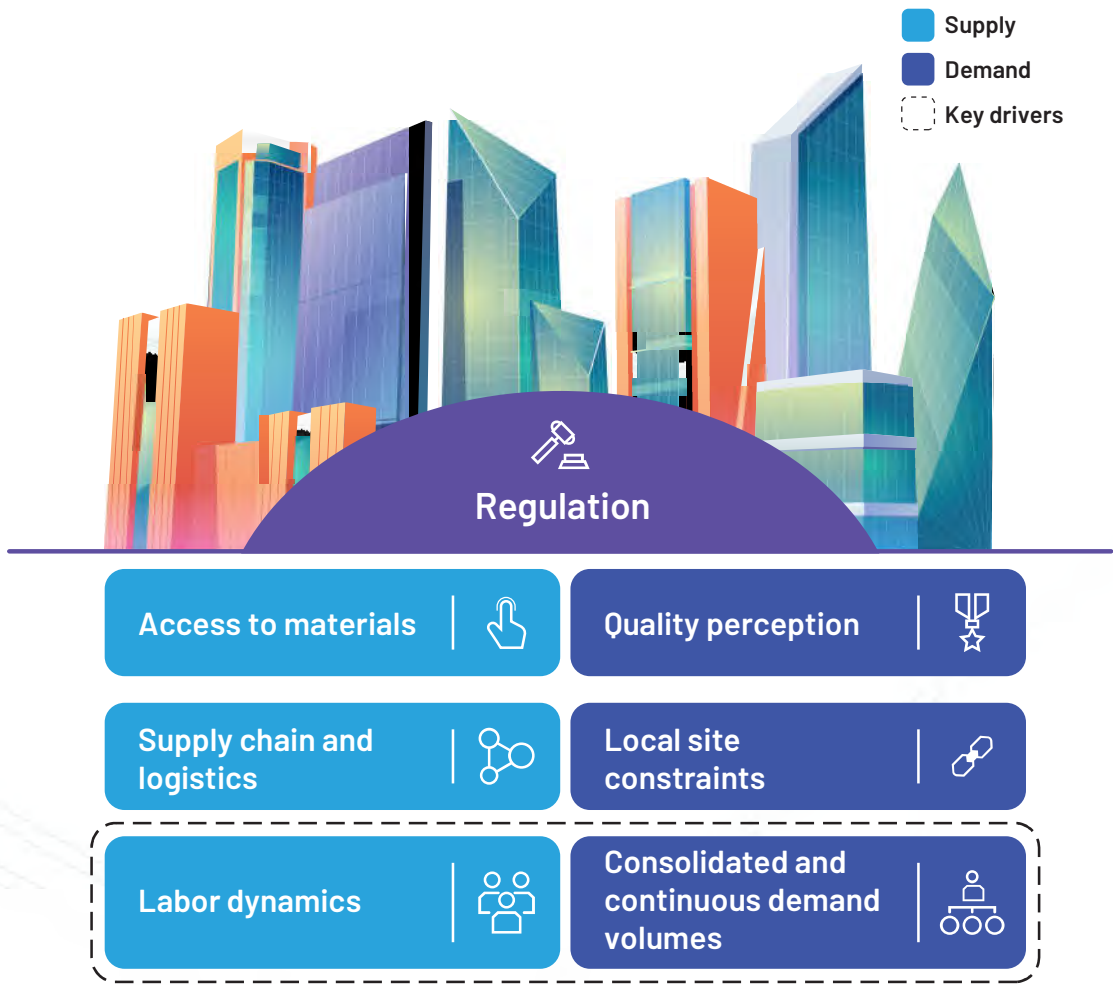 Supply
Demand
Key drivers
Regulation
Access to materials
Quality perception
Supply chain and
logistics
Local site
constraints
Labor dynamics
Consolidated and
continuous demand
volumes